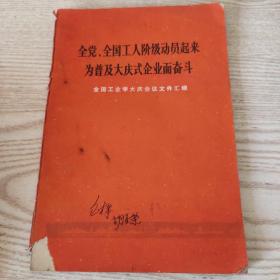 全党、全国工人阶级动员起来
为普及大庆式企业而奋斗
全国工业学大庆会议文件汇编